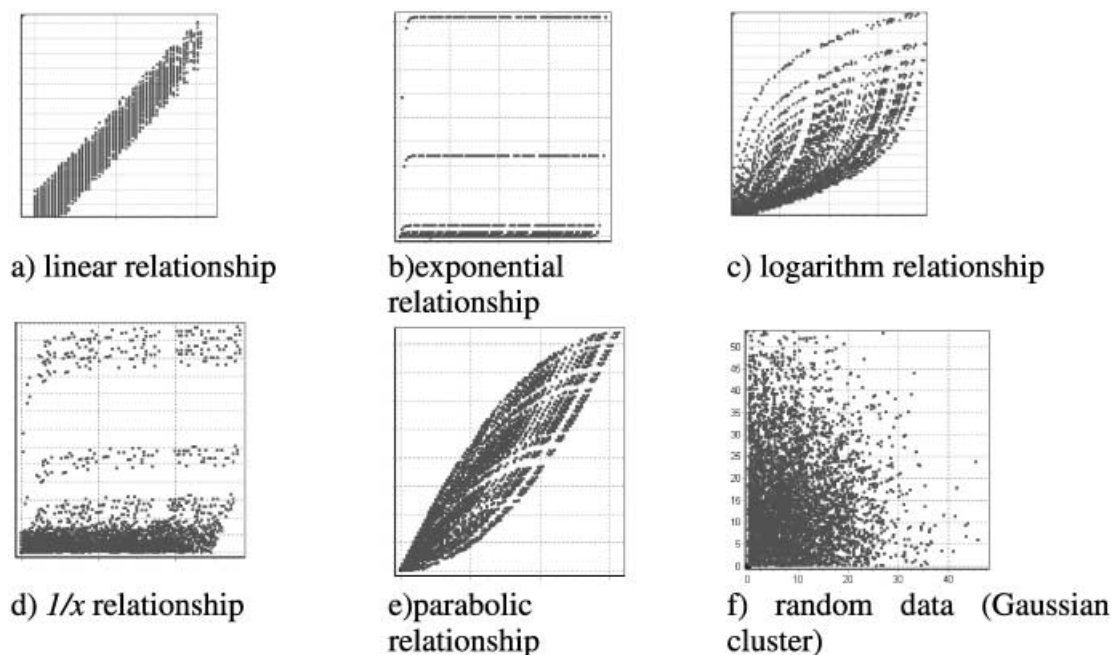 a) linear relationship
b)exponential
relationship
c) logarithm relationship
d) 1/x relationship
e)parabolic
relationship
50
45
40
35
30
25
20
15
10
5
0
0 10 20 30 40
f) random data (Gaussian
cluster)